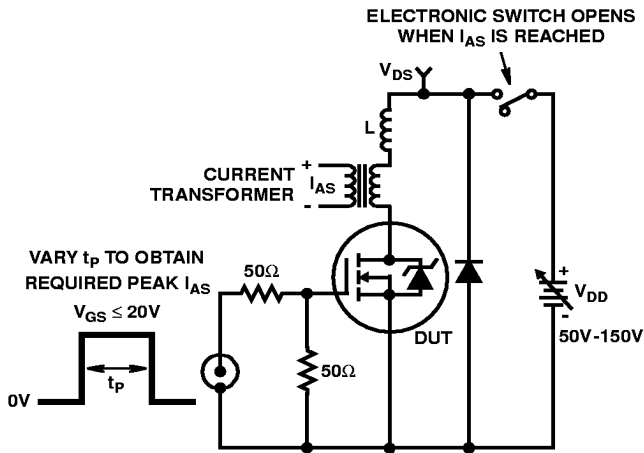 ELECTRONIC SWITCH OPENS
WHEN IAS IS REACHED
VDS
L
CURRENT
TRANSFORMER
+
IAS
-
VARY tP TO OBTAIN
REQUIRED PEAK IAS
VGS ≤ 20V
50Ω
DUT
+
VDD
-
50V-150V
50Ω
tP
0V